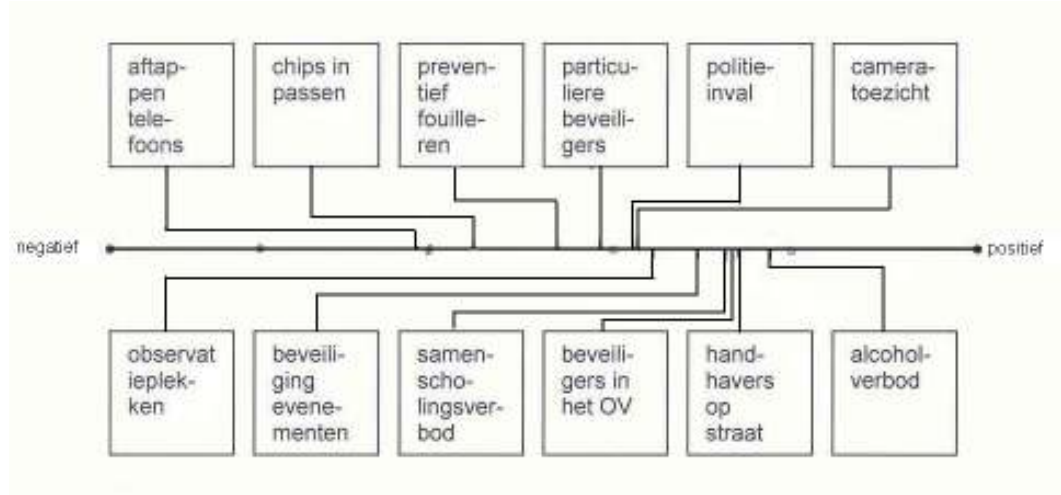 aftap-
pen
tele-
foons
chips in
passen
preven-
tief
fouille-
ren
particu-
liere
beveili-
gers
politie-
inval
camera-
toezicht
negatief
positief
observat
ieplek-
ken
beveili-
ging
evene-
menten
samen-
scho-
lingsver-
bod
beveili-
gers in
het OV
hand-
havers
op
straat
alcohol-
verbod